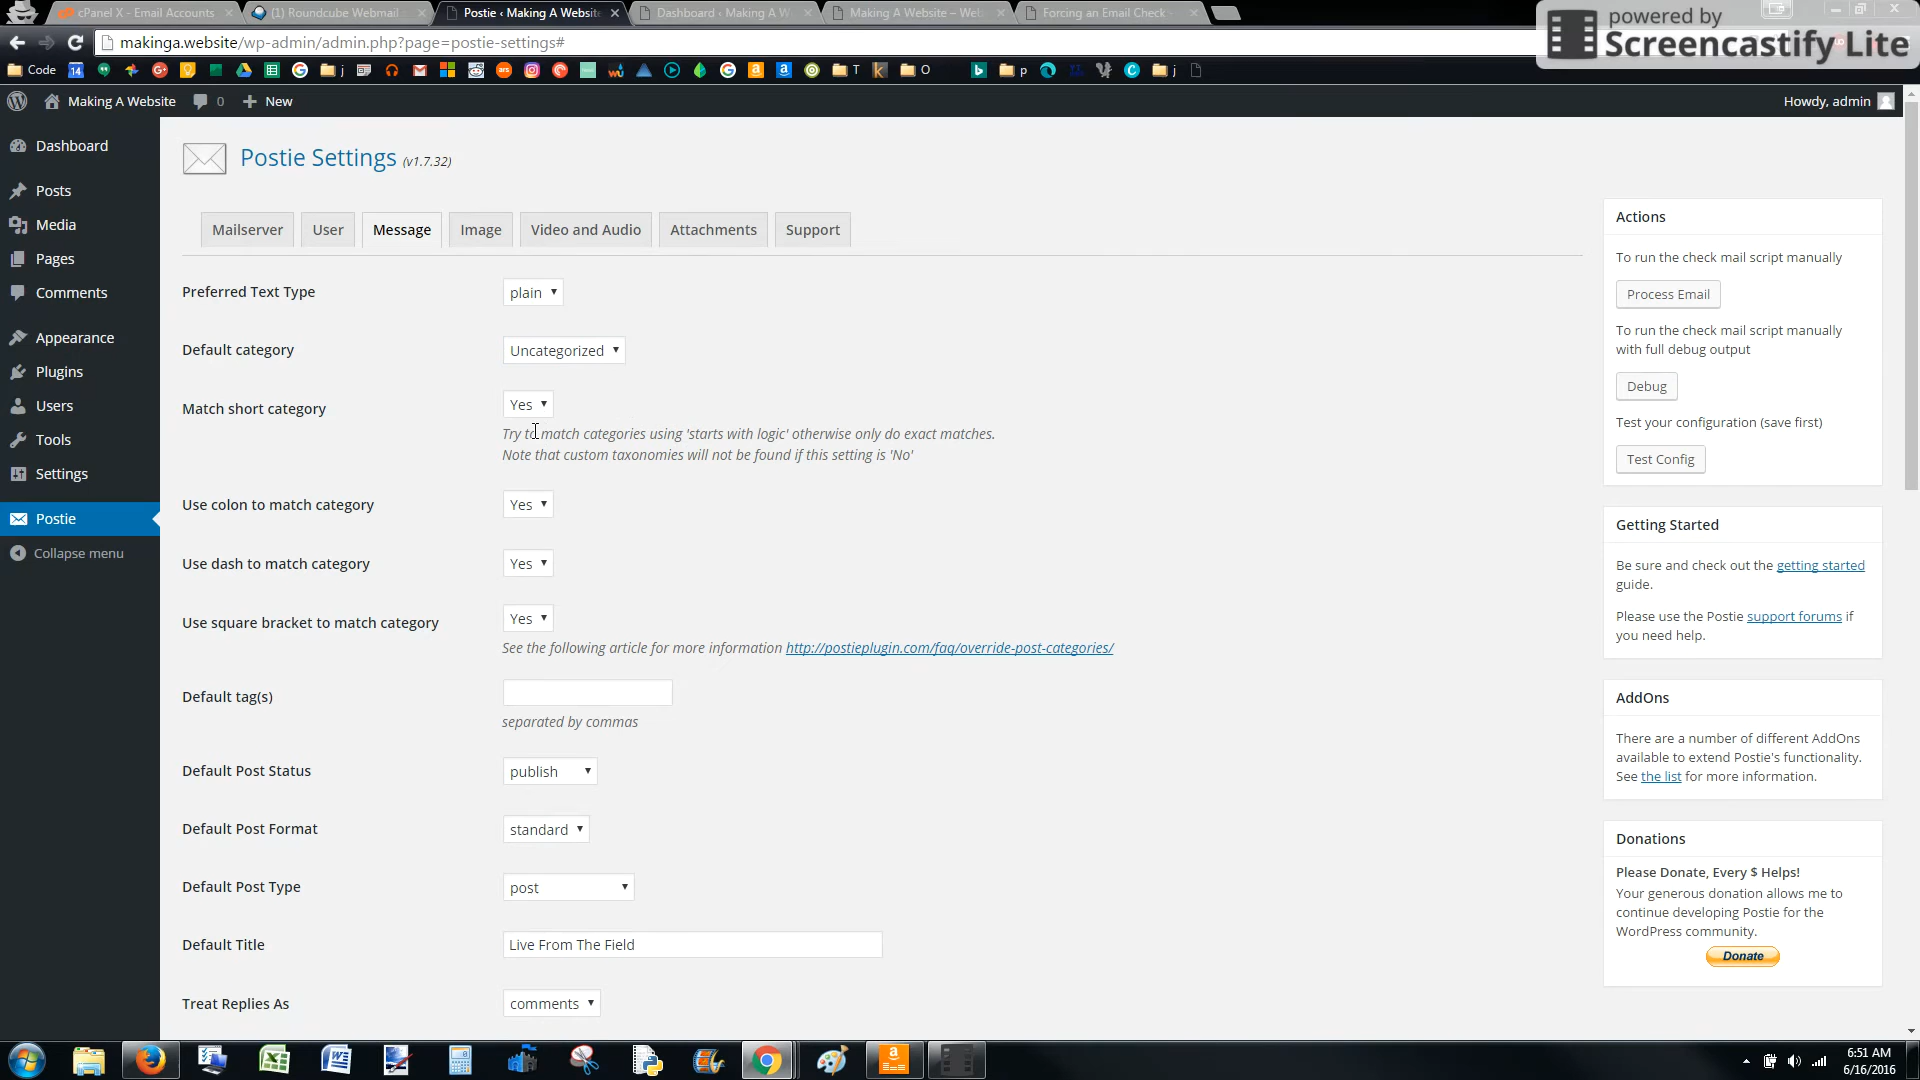 cPanel X - Email Accounts
(1) Roundcube Webmail
Postie ‹ Making A Website
Dashboard ‹ Making A W
Making A Website – Web
Forcing an Email Check
powered by
Screencastify Lite
makinga.website/wp-admin/admin.php?page=postie-settings#
Code
j
T
O
p
j
Making A Website
0
New
Howdy, admin
Dashboard
Posts
Media
Pages
Comments
Appearance
Plugins
Users
Tools
Settings
Postie
Collapse menu
Postie Settings (v1.7.32)
Mailserver
User
Message
Image
Video and Audio
Attachments
Support
Preferred Text Type
plain
Default category
Uncategorized
Match short category
Yes
Try to match categories using 'starts with logic' otherwise only do exact matches.
Note that custom taxonomies will not be found if this setting is 'No'
Use colon to match category
Yes
Use dash to match category
Yes
Use square bracket to match category
Yes
See the following article for more information http://postieplugin.com/faq/override-post-categories/
Default tag(s)
separated by commas
Default Post Status
publish
Default Post Format
standard
Default Post Type
post
Default Title
Live From The Field
Treat Replies As
comments
Actions
To run the check mail script manually
Process Email
To run the check mail script manually
with full debug output
Debug
Test your configuration (save first)
Test Config
Getting Started
Be sure and check out the getting started
guide.
Please use the Postie support forums if
you need help.
AddOns
There are a number of different AddOns
available to extend Postie's functionality.
See the list for more information.
Donations
Please Donate, Every $ Helps!
Your generous donation allows me to
continue developing Postie for the
WordPress community.
Donate
6:51 AM
6/16/2016